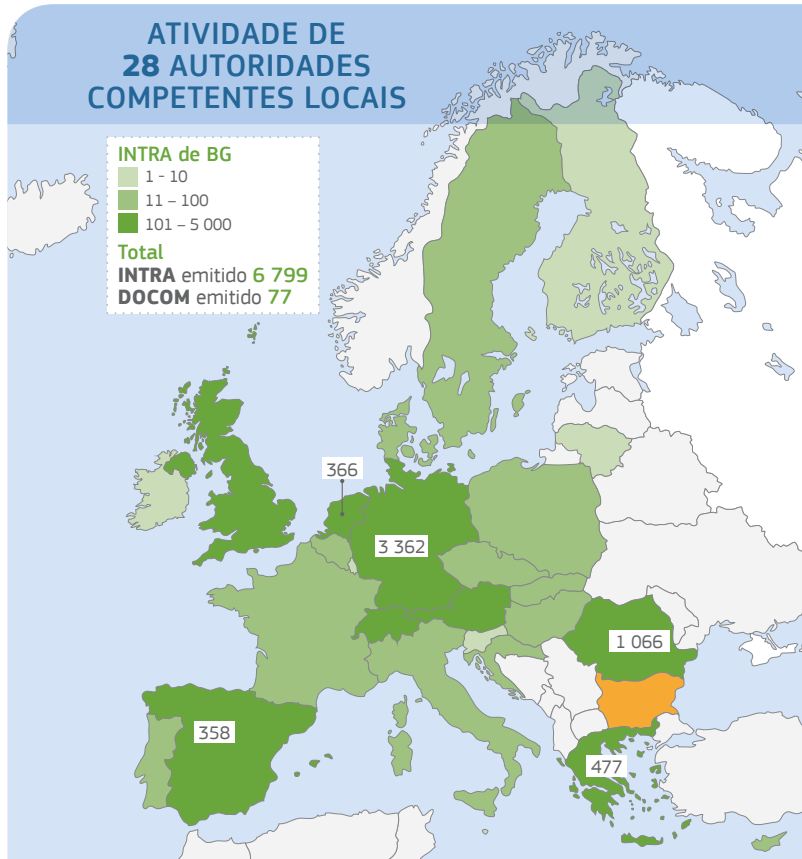 ATIVIDADE DE
28 AUTORIDADES
COMPETENTES LOCAIS
INTRA de BG
1 - 10
11 – 100
101 – 5 000
Total
INTRA emitido 6 799
DOCOM emitido 77
366
3 362
1 066
358
477